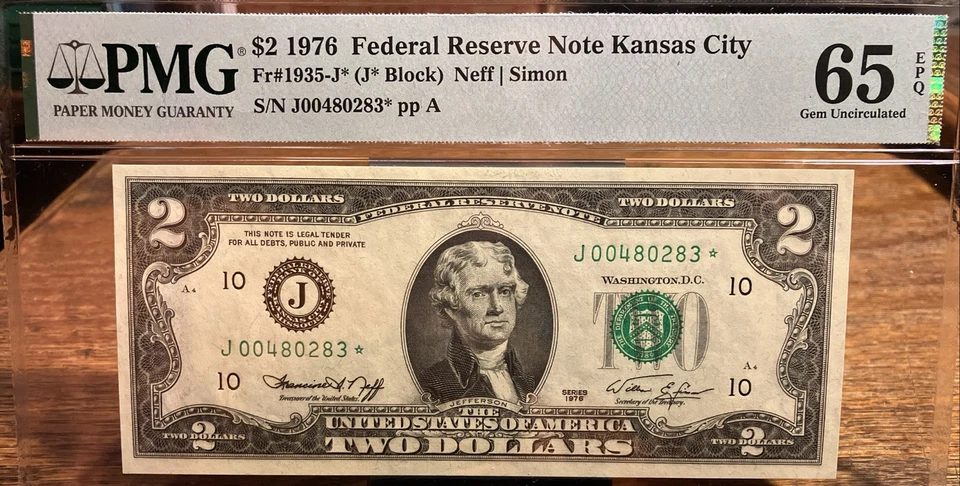 PMG®
PAPER MONEY GUARANTY
$2 1976 Federal Reserve Note Kansas City
Fr#1935-J* (J* Block) Neff | Simon
S/N J00480283* pp A
65 EPQ
Gem Uncirculated
2 TWO DOLLARS TWO DOLLARS 2
FEDERAL RESERVE NOTE
THIS NOTE IS LEGAL TENDER
FOR ALL DEBTS, PUBLIC AND PRIVATE
J 00480283 *
WASHINGTON, D.C.
A4 10 10
J
TWO
J 00480283 *
A4
10 10
Treasurer of the United States.
SERIES
1976
Secretary of the Treasury.
JEFFERSON
THE
UNITED STATES OF AMERICA
TWO DOLLARS 2 TWO DOLLARS 2
TWO DOLLARS